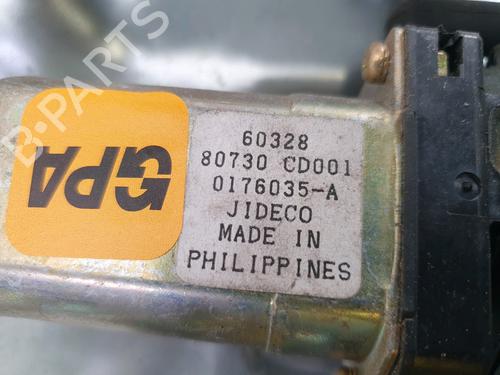 60328
80730 CD001
0176035-A
JIDECO
MADE IN
PHILIPPINES
GPA
B-PARTS